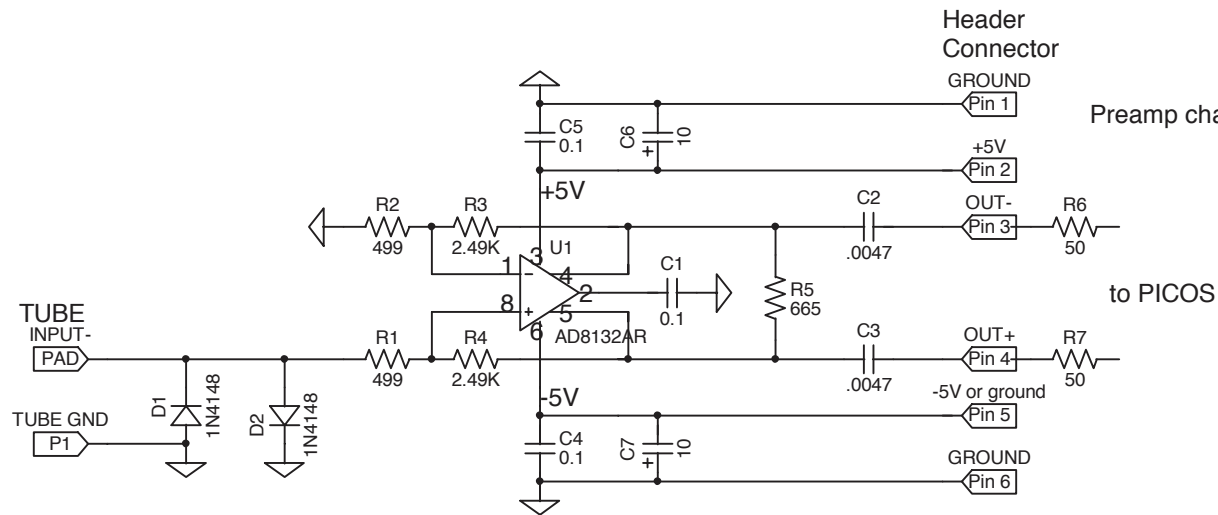 Header
Connector
GROUND
Pin 1
Preamp cha
C5
0.1
C6
+
10
+5V
Pin 2
+5V
R2
499
R3
2.49K
C2
.0047
OUT-
Pin 3
R6
50
U1
3
1
-
4
8
+
2
5
6
AD8132AR
C1
0.1
R5
665
to PICOS
TUBE
INPUT-
PAD
R1
499
R4
2.49K
C3
.0047
OUT+
Pin 4
R7
50
D1
1N4148
D2
1N4148
-5V
-5V or ground
Pin 5
TUBE GND
P1
C4
0.1
C7
+
10
GROUND
Pin 6